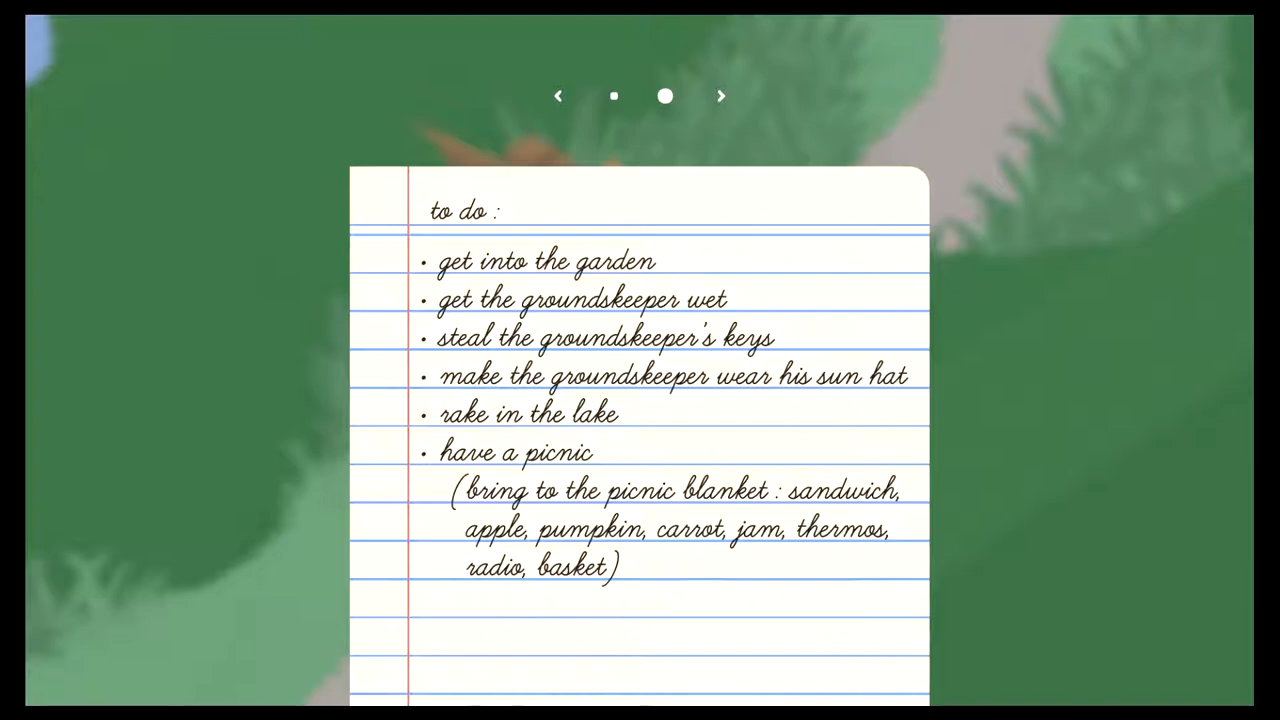 to do :
• get into the garden
• get the groundskeeper wet
• steal the groundskeeper's keys
• make the groundskeeper wear his sun hat
• rake in the lake
• have a picnic
(bring to the picnic blanket : sandwich,
apple, pumpkin, carrot, jam, thermos,
radio, basket)